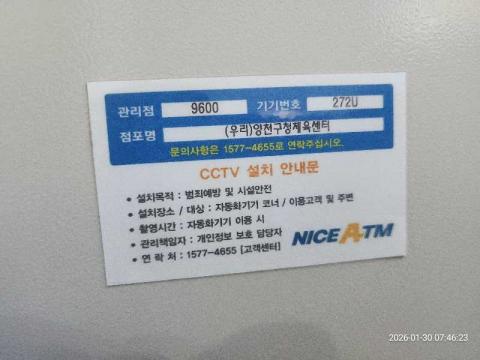 관리점 9600 기기번호 272U
점포명 (우리)양천구청체육센터
문의사항은 1577-4655로 연락주십시오.
CCTV 설치 안내문
• 설치목적 : 범죄예방 및 시설안전
• 설치장소 / 대상 : 자동화기기 코너 / 이용고객 및 주변
• 촬영시간 : 자동화기기 이용 시
• 관리책임자 : 개인정보 보호 담당자
• 연 락 처 : 1577-4655 [고객센터]
NICE ATM
2026-01-30 07:46:23